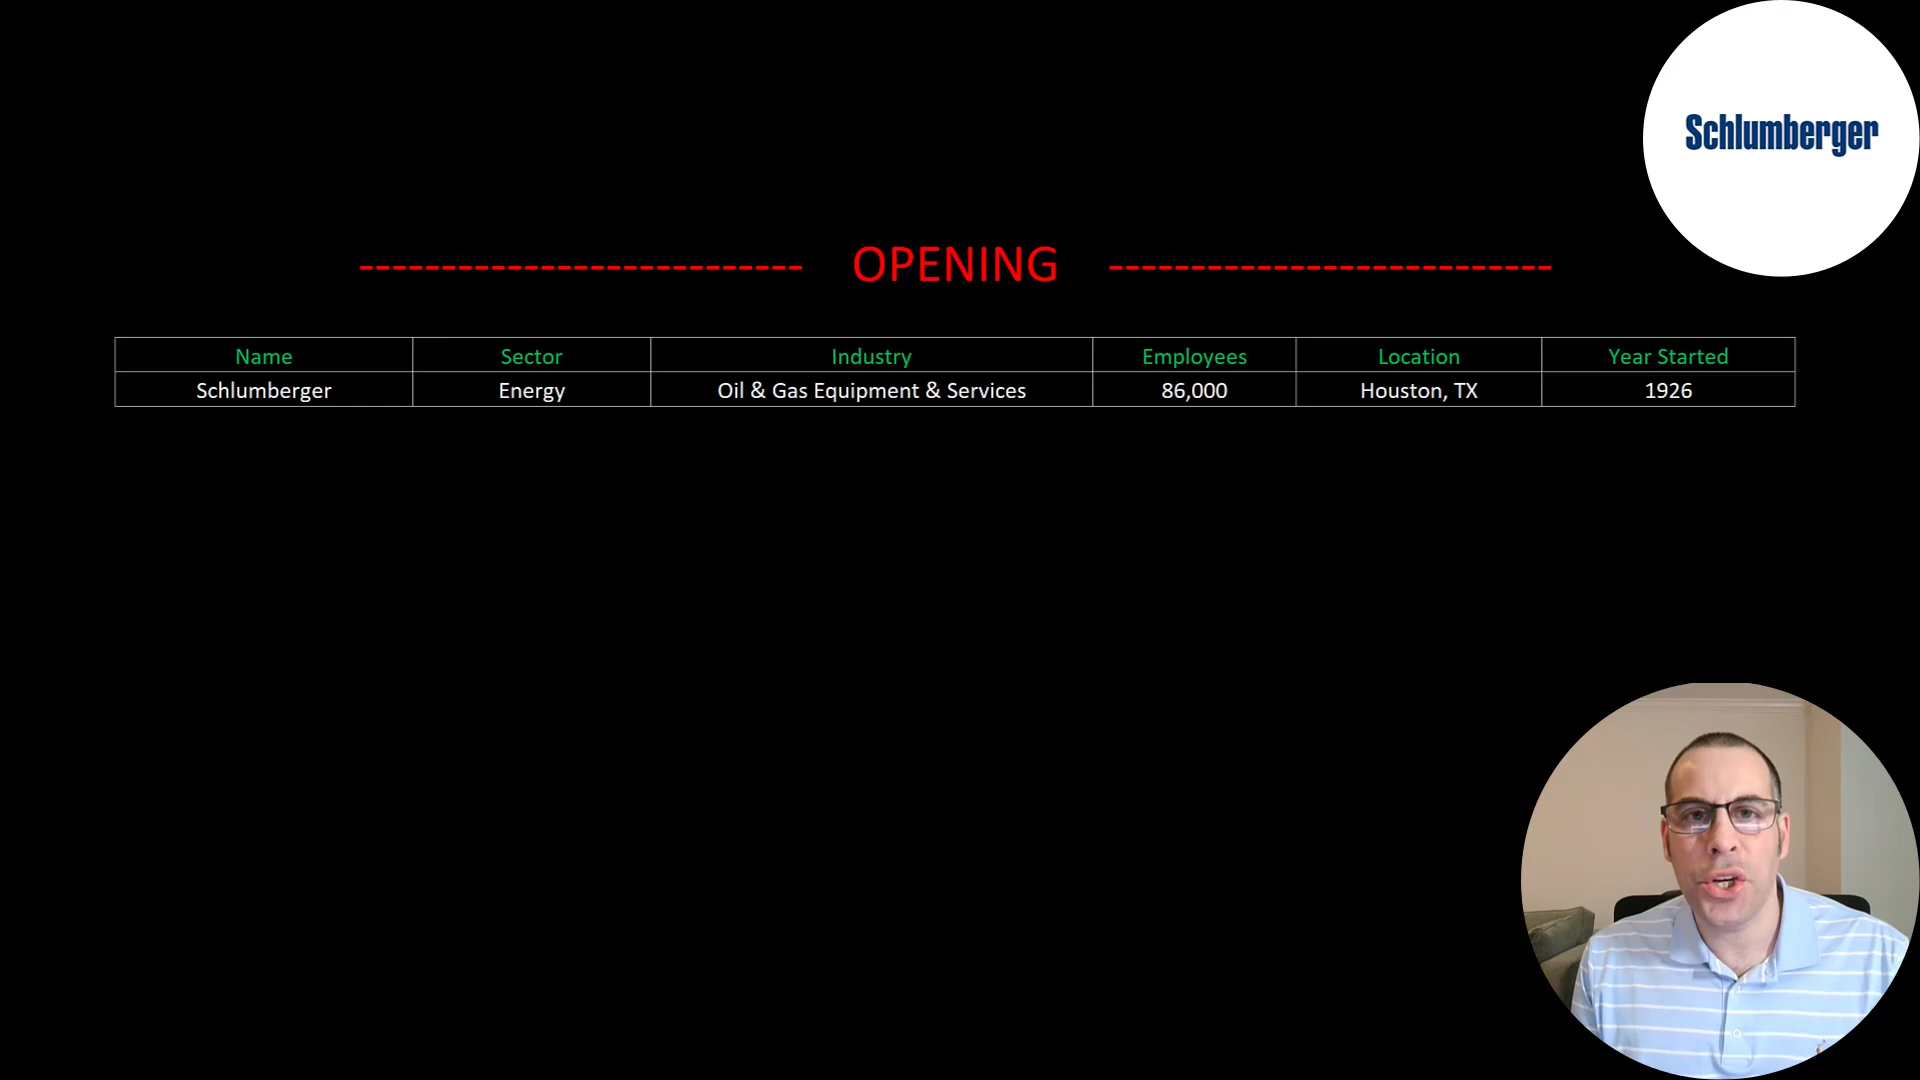 Schlumberger
-------------------------- OPENING --------------------------
Name Sector Industry Employees Location Year Started
Schlumberger Energy Oil & Gas Equipment & Services 86,000 Houston, TX 1926